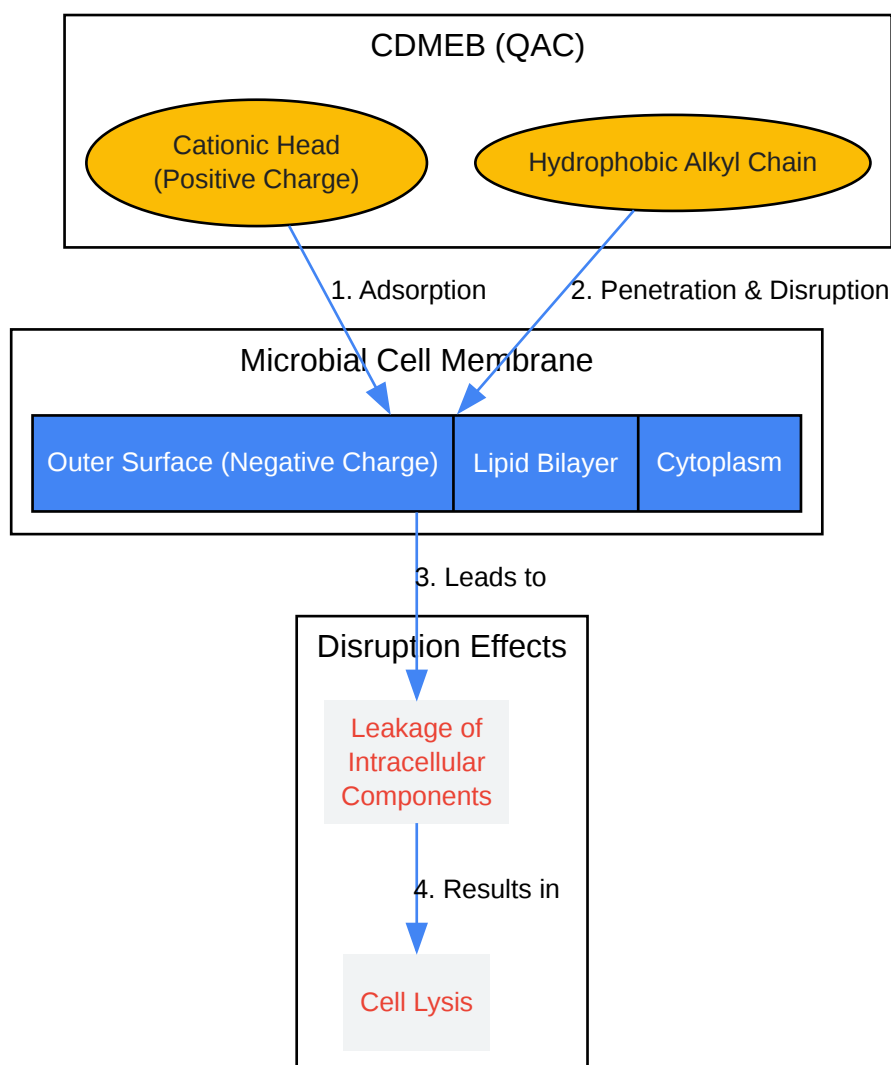 CDMEB (QAC)
Cationic Head
(Positive Charge)
Hydrophobic Alkyl Chain
1. Adsorption
2. Penetration & Disruption
Microbial Cell Membrane
Outer Surface (Negative Charge)
Lipid Bilayer
Cytoplasm
3. Leads to
Disruption Effects
Leakage of
Intracellular
Components
4. Results in
Cell Lysis